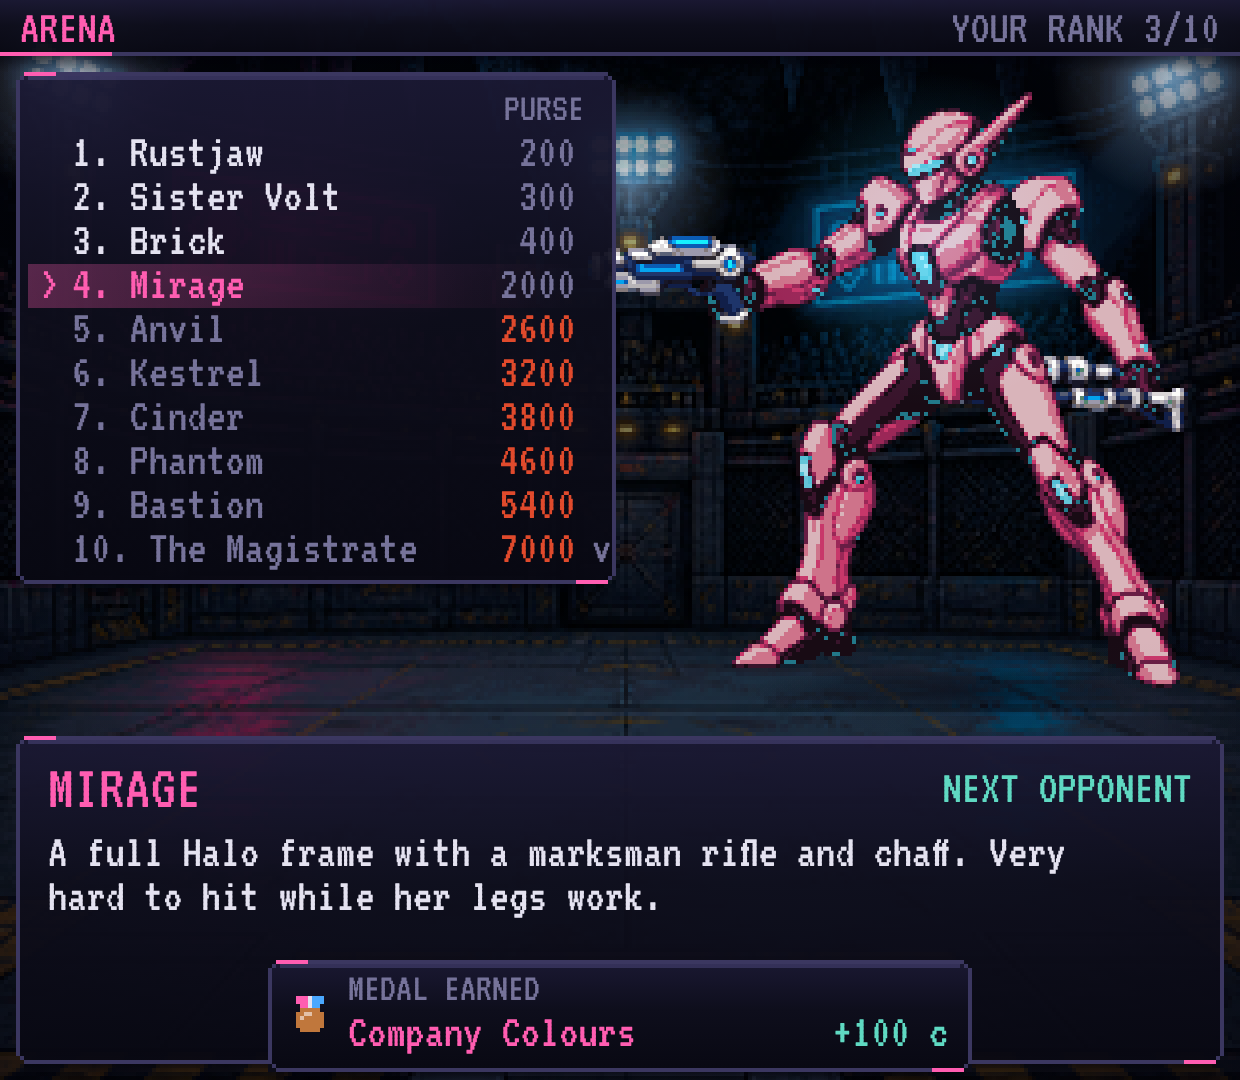 ARENA
YOUR RANK 3/10
PURSE
1. Rustjaw 200
2. Sister Volt 300
3. Brick 400
> 4. Mirage 2000
5. Anvil 2600
6. Kestrel 3200
7. Cinder 3800
8. Phantom 4600
9. Bastion 5400
10. The Magistrate 7000 v
MIRAGE
NEXT OPPONENT
A full Halo frame with a marksman rifle and chaff. Very
hard to hit while her legs work.
MEDAL EARNED
Company Colours +100 c